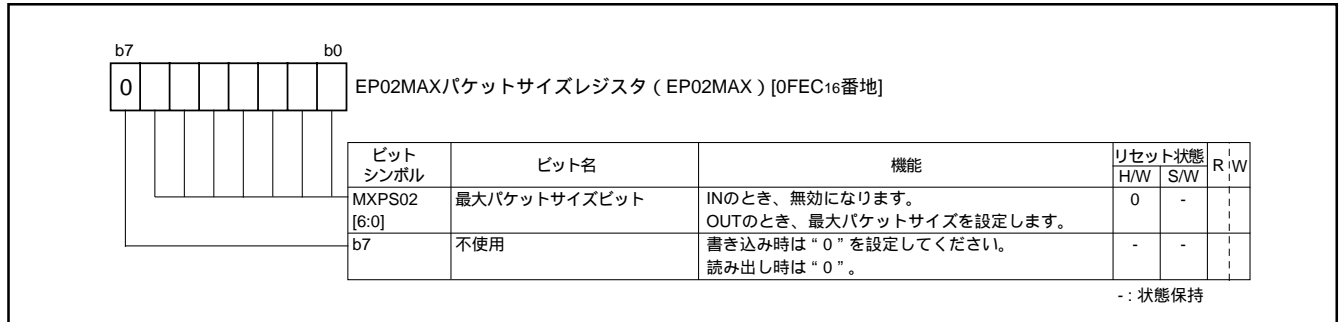 b7 b0
0 EP02MAXパケットサイズレジスタ（EP02MAX）[0FEC16番地]
ビットシンボル ビット名 機能 リセット状態 H/W S/W R W
MXPS02 [6:0] 最大パケットサイズビット INのとき、無効になります。 0 -
OUTのとき、最大パケットサイズを設定します。
b7 不使用 書き込み時は“0”を設定してください。 - -
読み出し時は“0”。
-：状態保持